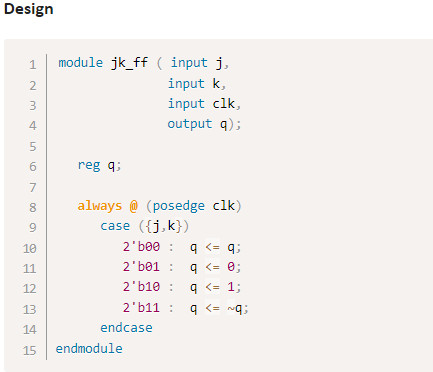 Design
1 module jk_ff ( input j,
2 input k,
3 input clk,
4 output q);
5
6 reg q;
7
8 always @ (posedge clk)
9 case ({j,k})
10 2'b00 :  q <= q;
11 2'b01 :  q <= 0;
12 2'b10 :  q <= 1;
13 2'b11 :  q <= ~q;
14 endcase
15 endmodule